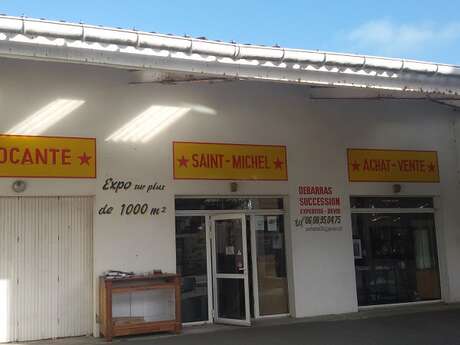 OCANTE ★
★ SAINT-MICHEL ★
★ ACHAT-VENTE ★
Expo sur plus
de 1000 m²
DEBARRAS
SUCCESSION
EXPERTISE - DEVIS
Tél 06.08.95.04.75